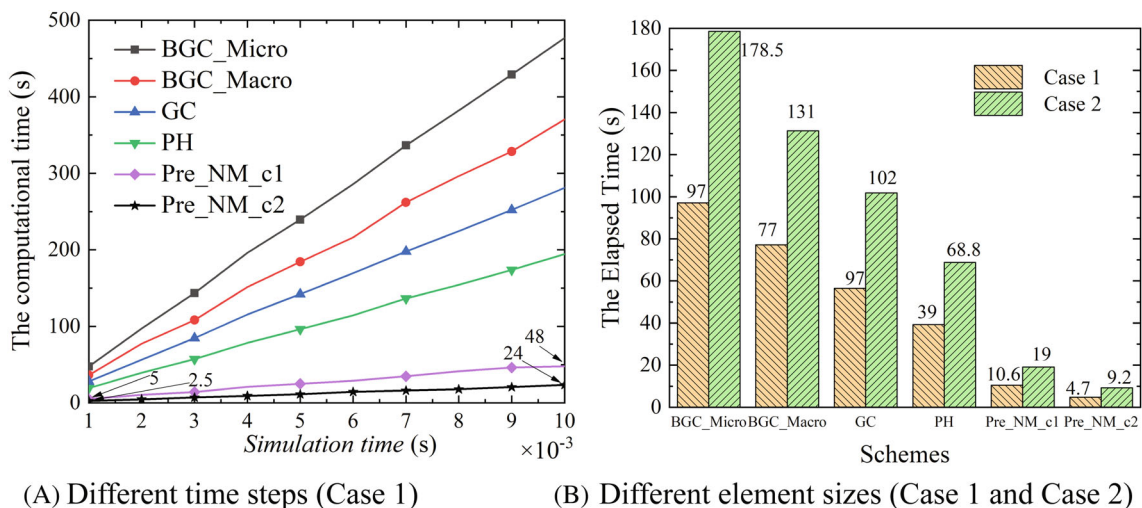 The computational time (s)
500
400
300
200
100
0
BGC_Micro
BGC_Macro
GC
PH
Pre_NM_c1
Pre_NM_c2
5
2.5
48
24
1 2 3 4 5 6 7 8 9 10
Simulation time (s)
×10⁻³
(A) Different time steps (Case 1)
The Elapsed Time (s)
180
160
140
120
100
80
60
40
20
0
Case 1
Case 2
97
178.5
77
131
97
102
39
68.8
10.6
19
4.7
9.2
BGC_Micro BGC_Macro GC PH Pre_NM_c1 Pre_NM_c2
Schemes
(B) Different element sizes (Case 1 and Case 2)